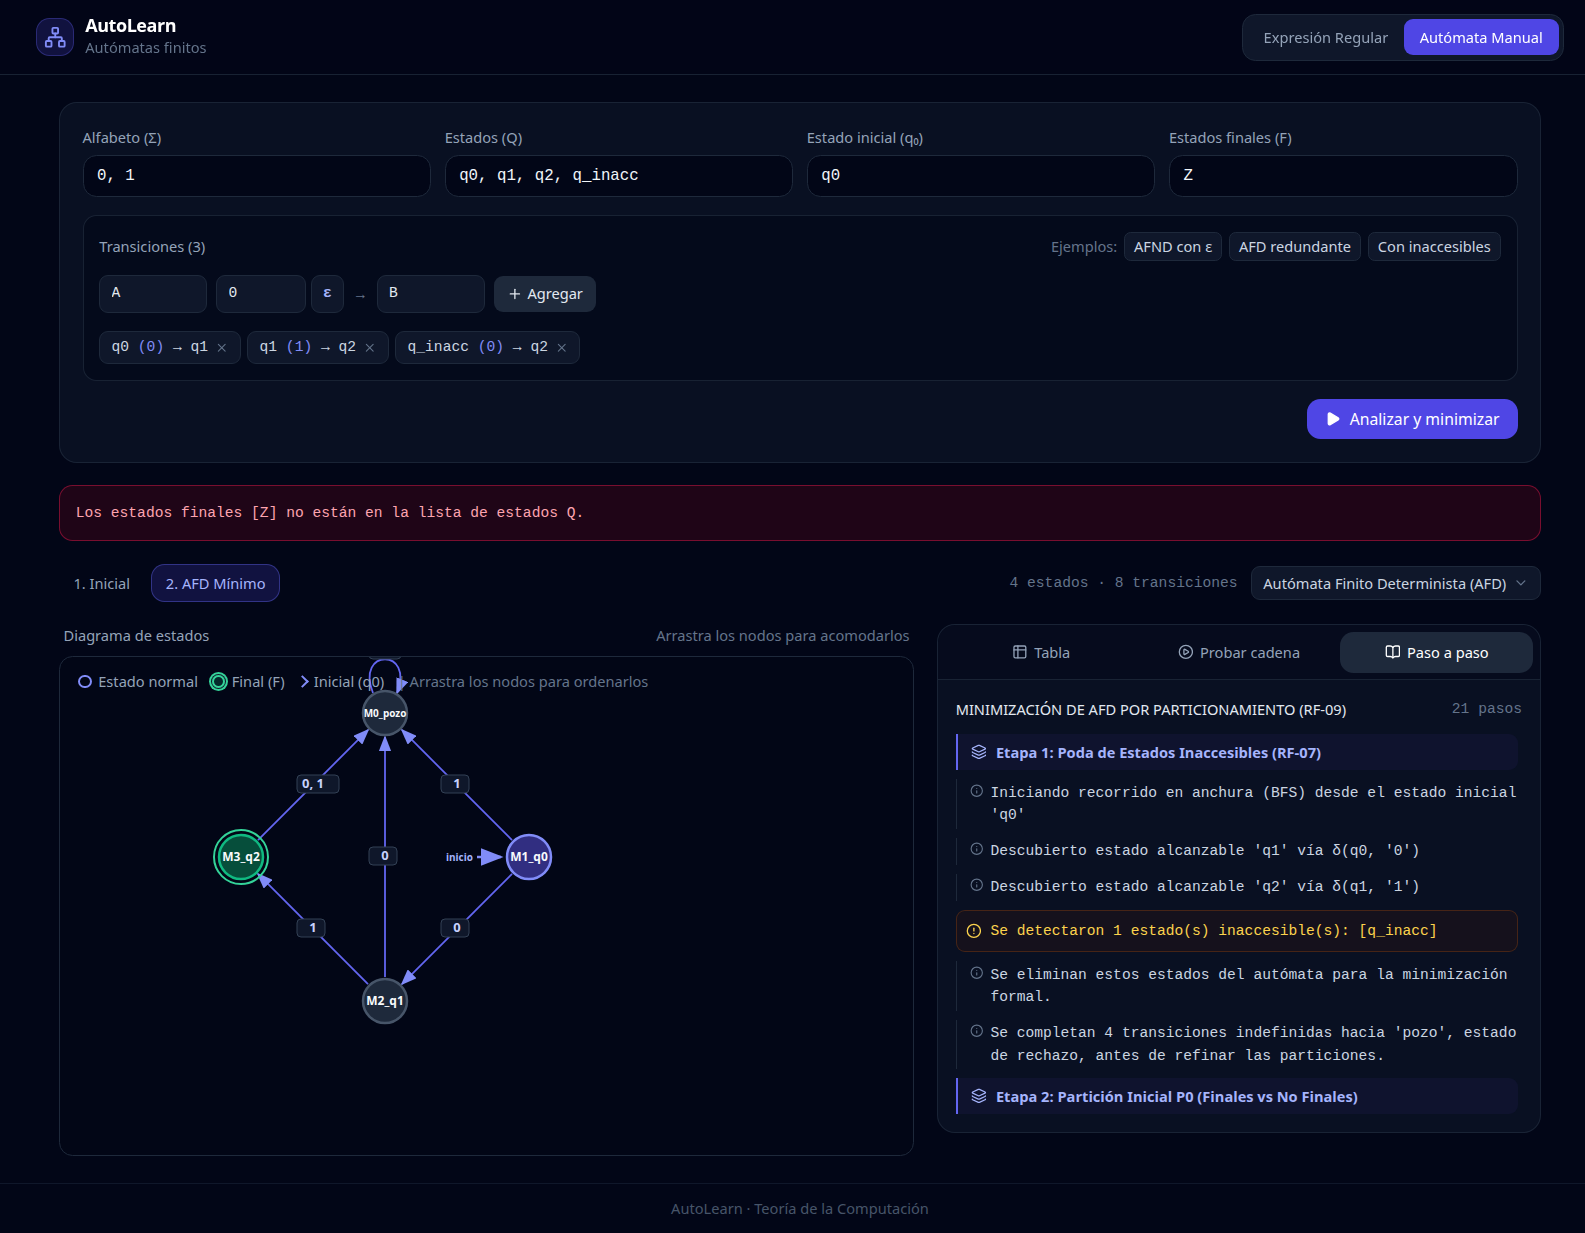 AutoLearn
Autómatas finitos
Expresión Regular
Autómata Manual
Alfabeto (Σ)
Estados (Q)
Estado inicial (q₀)
Estados finales (F)
0, 1
q0, q1, q2, q_inacc
q0
Z
Transiciones (3)
Ejemplos:
AFND con ε
AFD redundante
Con inaccesibles
A
0
ε
→
B
+ Agregar
q0 (0) → q1 ×
q1 (1) → q2 ×
q_inacc (0) → q2 ×
Analizar y minimizar
Los estados finales [Z] no están en la lista de estados Q.
1. Inicial
2. AFD Mínimo
4 estados · 8 transiciones
Autómata Finito Determinista (AFD)
Diagrama de estados
Arrastra los nodos para acomodarlos
Estado normal
Final (F)
Inicial (q0)
Arrastra los nodos para ordenarlos
M0_pozo
0, 1
1
M3_q2
0
inicio
M1_q0
1
0
M2_q1
Tabla
Probar cadena
Paso a paso
MINIMIZACIÓN DE AFD POR PARTICIONAMIENTO (RF-09)
21 pasos
Etapa 1: Poda de Estados Inaccesibles (RF-07)
Iniciando recorrido en anchura (BFS) desde el estado inicial
'q0'
Descubierto estado alcanzable 'q1' vía δ(q0, '0')
Descubierto estado alcanzable 'q2' vía δ(q1, '1')
Se detectaron 1 estado(s) inaccesible(s): [q_inacc]
Se eliminan estos estados del autómata para la minimización
formal.
Se completan 4 transiciones indefinidas hacia 'pozo', estado
de rechazo, antes de refinar las particiones.
Etapa 2: Partición Inicial P0 (Finales vs No Finales)
AutoLearn · Teoría de la Computación